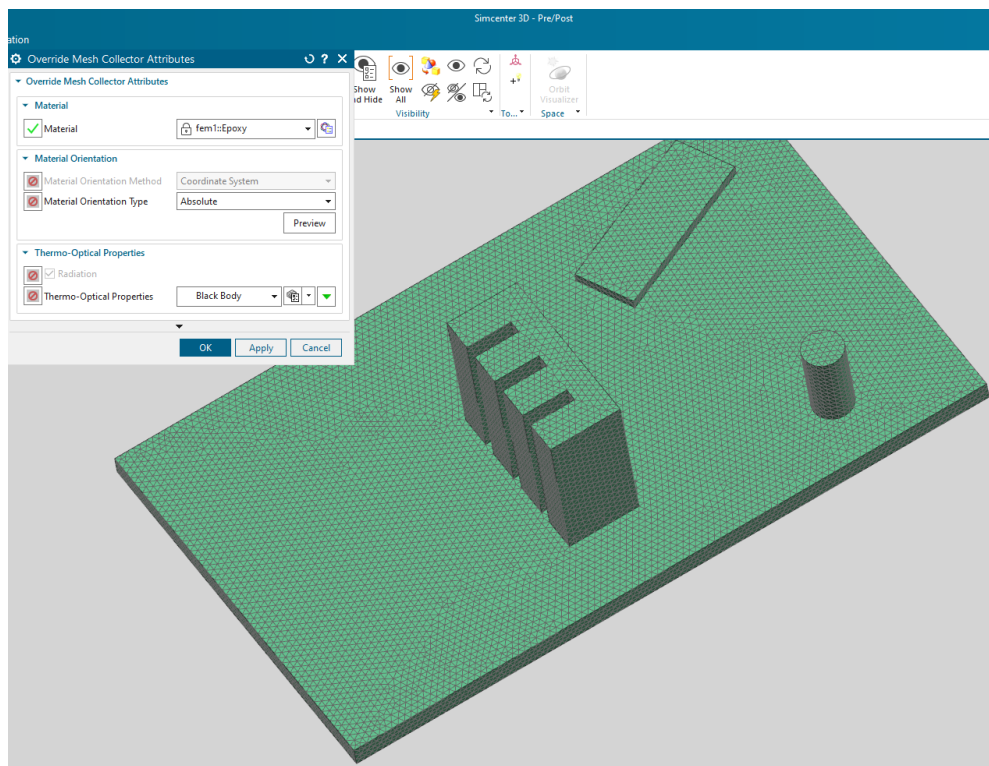 Simcenter 3D - Pre/Post
ation
Override Mesh Collector Attributes
Override Mesh Collector Attributes
Material
Material
fem1::Epoxy
Material Orientation
Material Orientation Method
Coordinate System
Material Orientation Type
Absolute
Preview
Thermo-Optical Properties
Radiation
Thermo-Optical Properties
Black Body
OK
Apply
Cancel
Show
nd Hide
Show
All
Orbit
Visualizer
Visibility
To...
Space